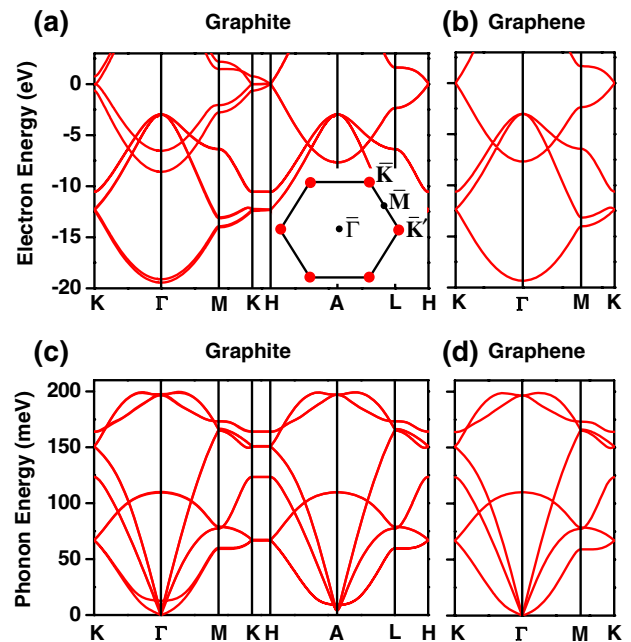 (a) Graphite
Electron Energy (eV)
0
-5
-10
-15
-20
K Γ M K H A L H
K̅
M̅
Γ̅
K̅′
(b) Graphene
K Γ M K
(c) Graphite
Phonon Energy (meV)
200
150
100
50
0
K Γ M K H A L H
(d) Graphene
K Γ M K